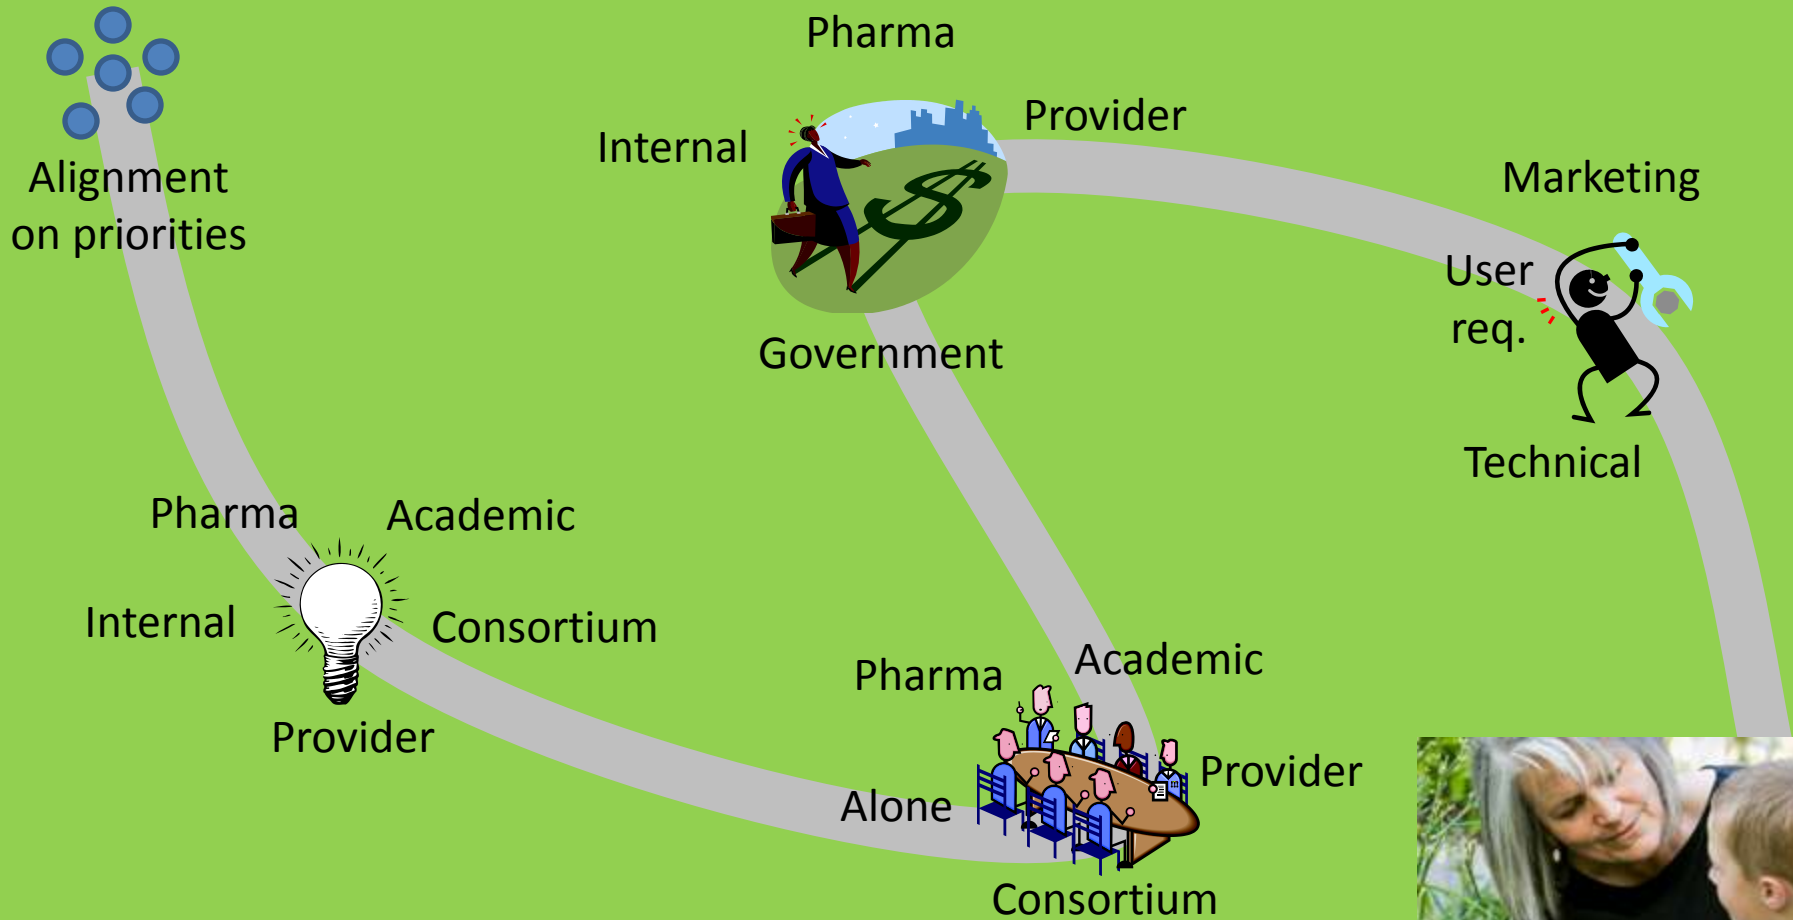 Alignment
on priorities
Pharma
Academic
Internal
Consortium
Provider
Pharma
Academic
Alone
Provider
Consortium
Pharma
Internal
Provider
Government
Marketing
User
req.
Technical
$